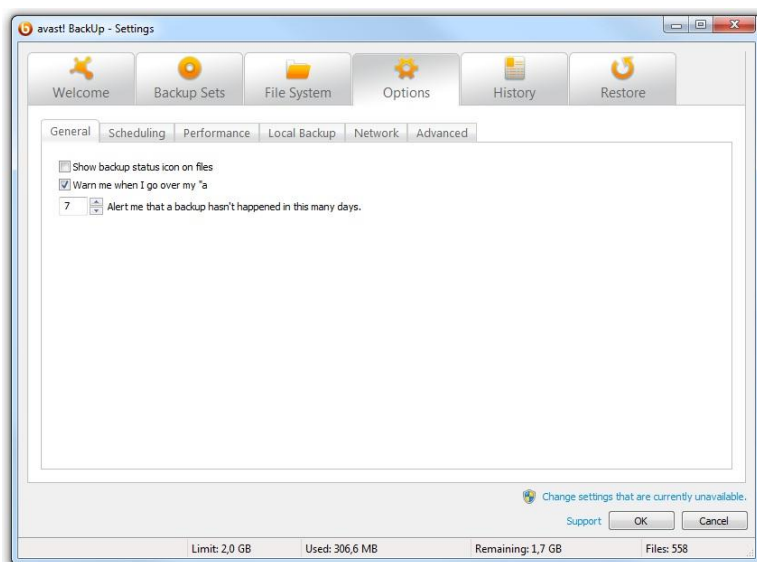 avast! BackUp - Settings
Welcome Backup Sets File System Options History Restore
General Scheduling Performance Local Backup Network Advanced
Show backup status icon on files
Warn me when I go over my "a
7 Alert me that a backup hasn't happened in this many days.
Change settings that are currently unavailable.
Support OK Cancel
Limit: 2,0 GB Used: 306,6 MB Remaining: 1,7 GB Files: 558